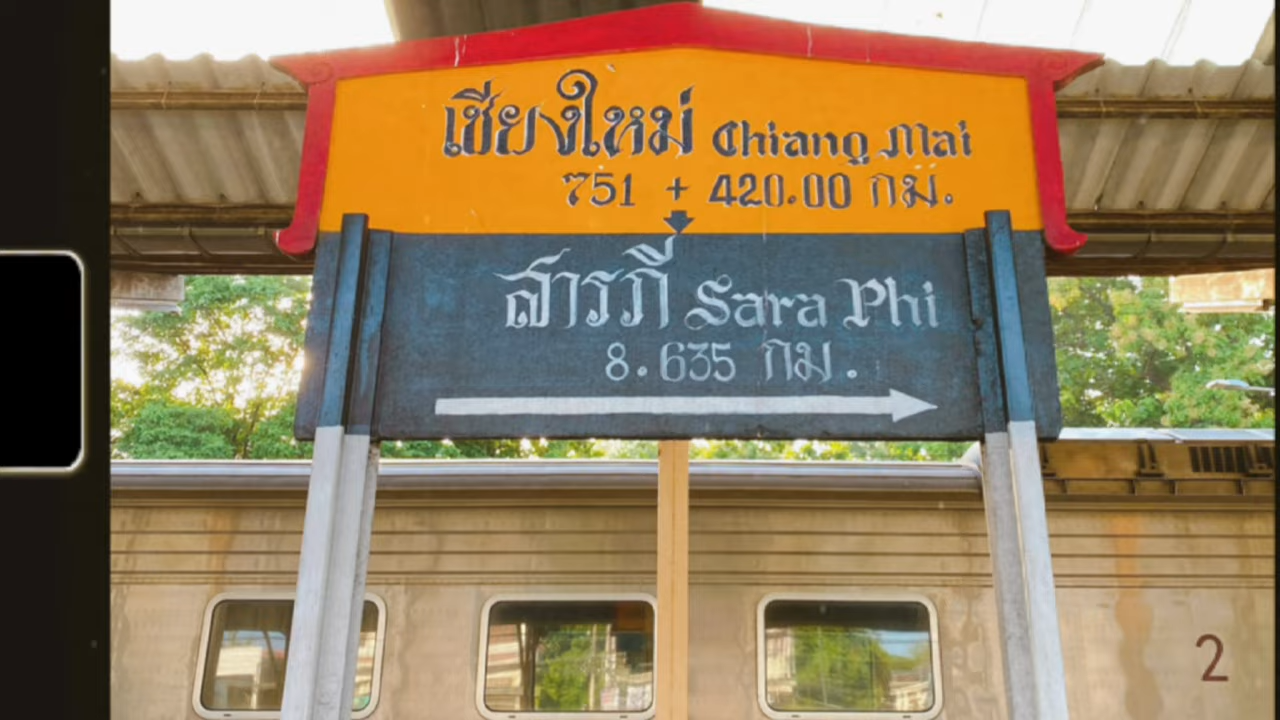 เชียงใหม่ Chiang Mai
751 + 420.00 กม.
สารภี Sara Phi
8.635 กม.
2